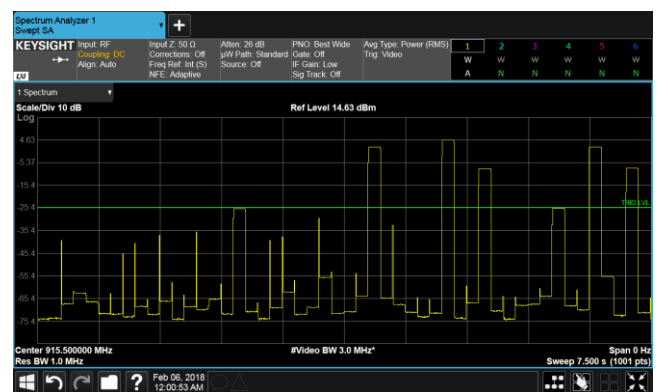 Spectrum Analyzer 1
Swept SA
KEYSIGHT
Input: RF
Coupling: DC
Align: Auto
Input Z: 50 Ω
Corrections: Off
Freq Ref: Int (S)
NFE: Adaptive
Atten: 26 dB
µW Path: Standard
Source: Off
PNO: Best Wide
Gate: Off
IF Gain: Low
Sig Track: Off
Avg Type: Power (RMS)
Trig: Video
1 2 3 4 5 6
W W W W W W
A N N N N N
LXI
1 Spectrum
Scale/Div 10 dB
Ref Level 14.63 dBm
Log
4.63
-5.37
-15.4
-25.4
TRIG LVL
-35.4
-45.4
-55.4
-65.4
-75.4
Center 915.500000 MHz
#Video BW 3.0 MHz*
Span 0 Hz
Res BW 1.0 MHz
Sweep 7.500 s (1001 pts)
Feb 06, 2018
12:00:53 AM